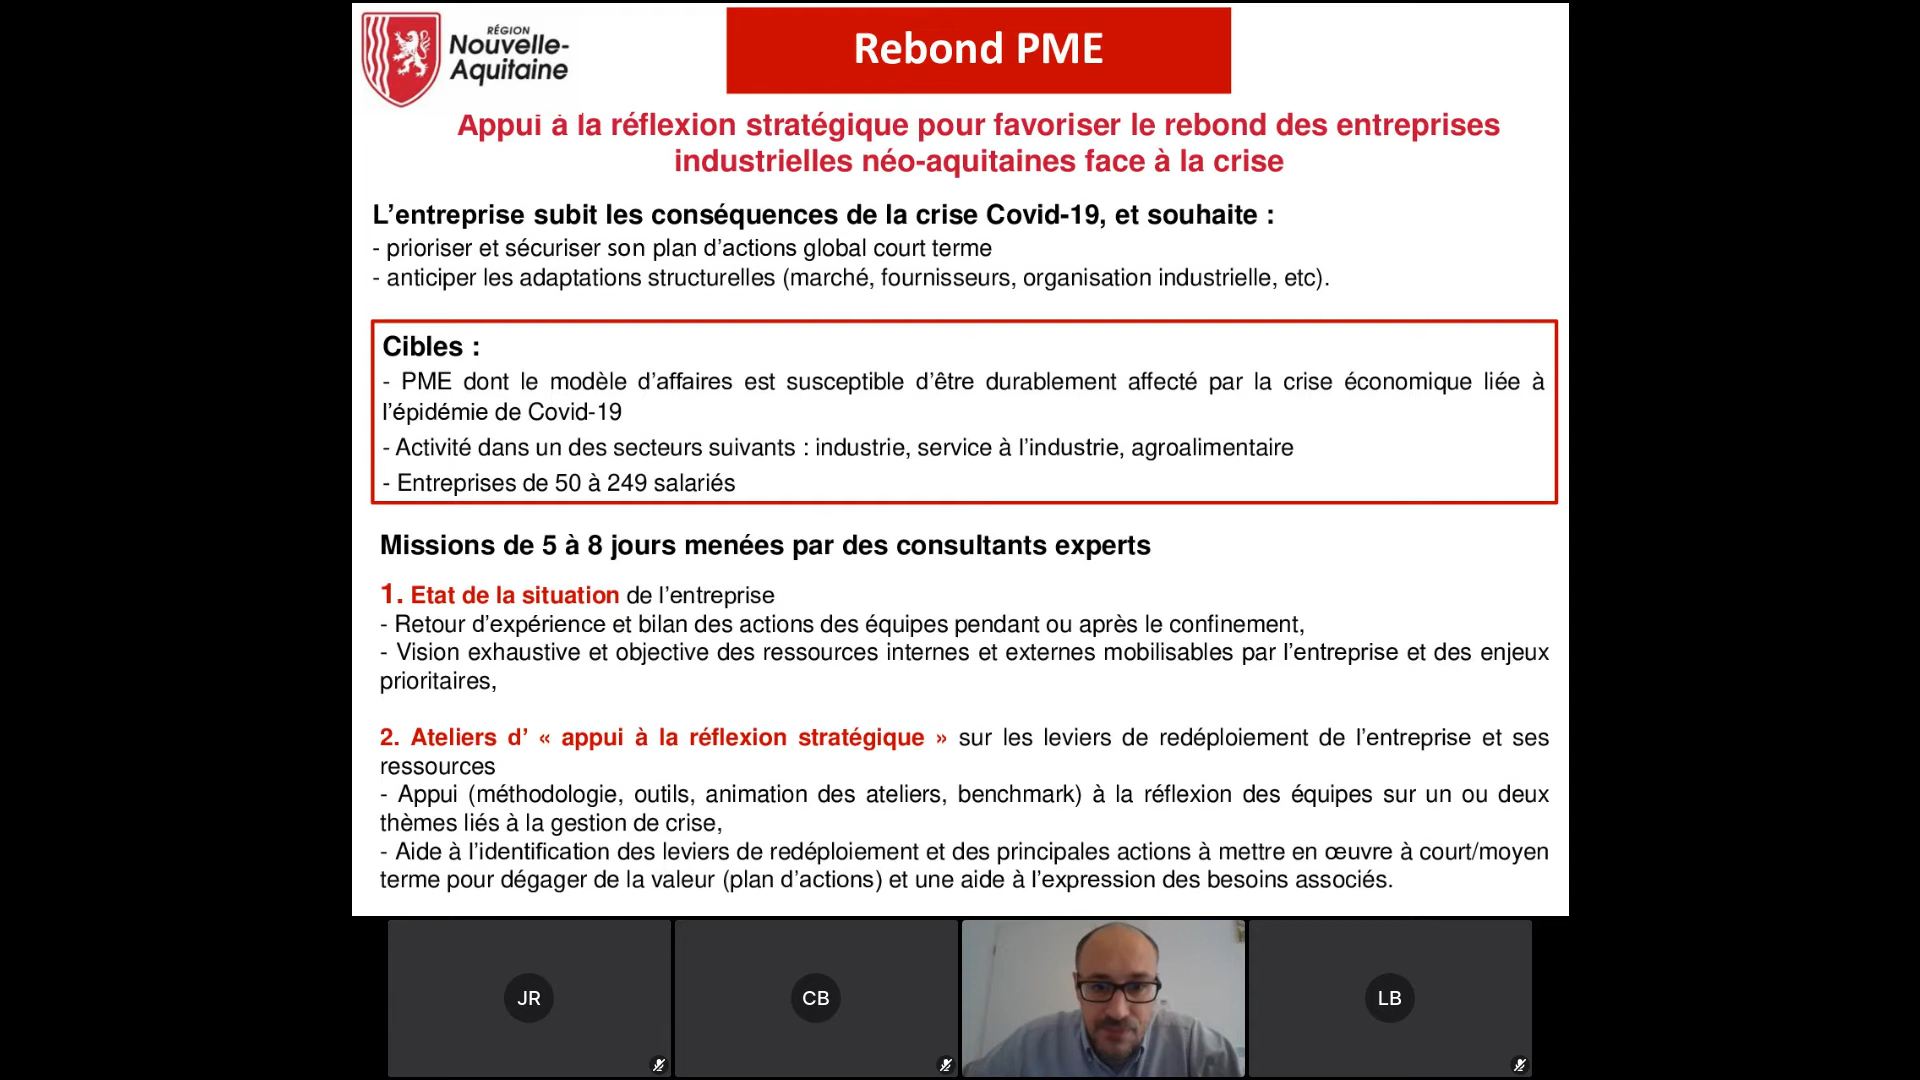 RÉGION
Nouvelle-
Aquitaine
Rebond PME
Appui à la réflexion stratégique pour favoriser le rebond des entreprises
industrielles néo-aquitaines face à la crise
L’entreprise subit les conséquences de la crise Covid-19, et souhaite :
- prioriser et sécuriser son plan d’actions global court terme
- anticiper les adaptations structurelles (marché, fournisseurs, organisation industrielle, etc).
Cibles :
- PME dont le modèle d’affaires est susceptible d’être durablement affecté par la crise économique liée à
l’épidémie de Covid-19
- Activité dans un des secteurs suivants : industrie, service à l’industrie, agroalimentaire
- Entreprises de 50 à 249 salariés
Missions de 5 à 8 jours menées par des consultants experts
1. Etat de la situation de l’entreprise
- Retour d’expérience et bilan des actions des équipes pendant ou après le confinement,
- Vision exhaustive et objective des ressources internes et externes mobilisables par l’entreprise et des enjeux
prioritaires,
2. Ateliers d’ « appui à la réflexion stratégique » sur les leviers de redéploiement de l’entreprise et ses
ressources
- Appui (méthodologie, outils, animation des ateliers, benchmark) à la réflexion des équipes sur un ou deux
thèmes liés à la gestion de crise,
- Aide à l’identification des leviers de redéploiement et des principales actions à mettre en œuvre à court/moyen
terme pour dégager de la valeur (plan d’actions) et une aide à l’expression des besoins associés.
JR
CB
LB